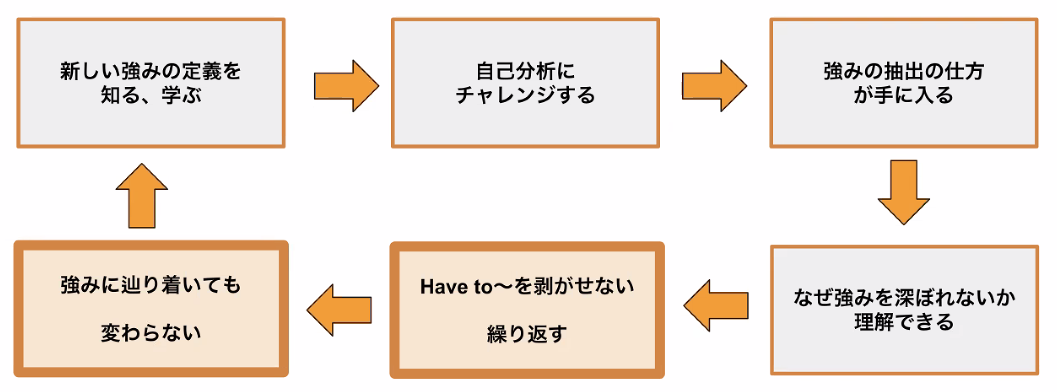 新しい強みの定義を
知る、学ぶ
自己分析に
チャレンジする
強みの抽出の仕方
が手に入る
なぜ強みを深ぼれないか
理解できる
Have to〜を剥がせない
繰り返す
強みに辿り着いても
変わらない